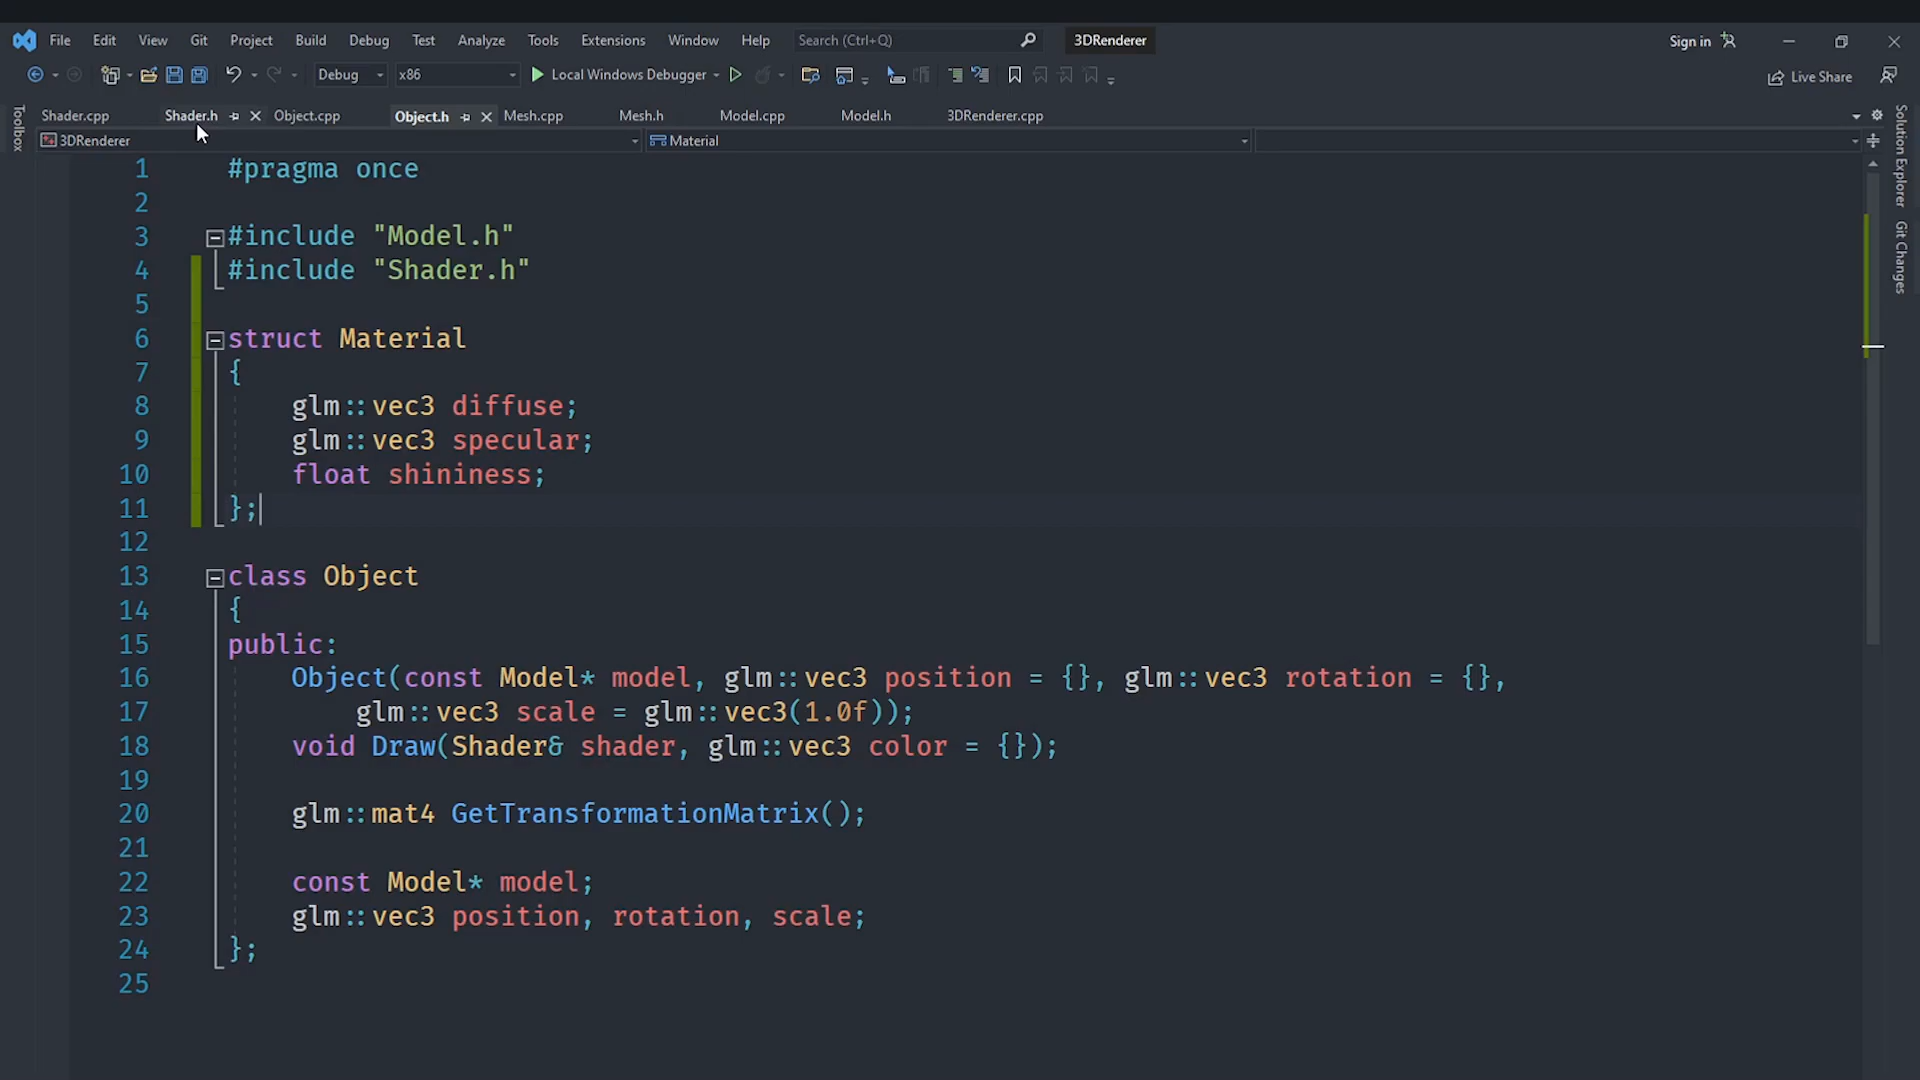 File Edit View Git Project Build Debug Test Analyze Tools Extensions Window Help Search (Ctrl+Q) 3DRenderer Sign in
Debug x86 Local Windows Debugger Live Share
Shader.cpp Shader.h Object.cpp Object.h Mesh.cpp Mesh.h Model.cpp Model.h 3DRenderer.cpp
3DRenderer Material
Toolbox
Solution Explorer
Git Changes
1 #pragma once
2
3 #include "Model.h"
4 #include "Shader.h"
5
6 struct Material
7 {
8 glm::vec3 diffuse;
9 glm::vec3 specular;
10 float shininess;
11 };
12
13 class Object
14 {
15 public:
16 Object(const Model* model, glm::vec3 position = {}, glm::vec3 rotation = {},
17 glm::vec3 scale = glm::vec3(1.0f));
18 void Draw(Shader& shader, glm::vec3 color = {});
19
20 glm::mat4 GetTransformationMatrix();
21
22 const Model* model;
23 glm::vec3 position, rotation, scale;
24 };
25